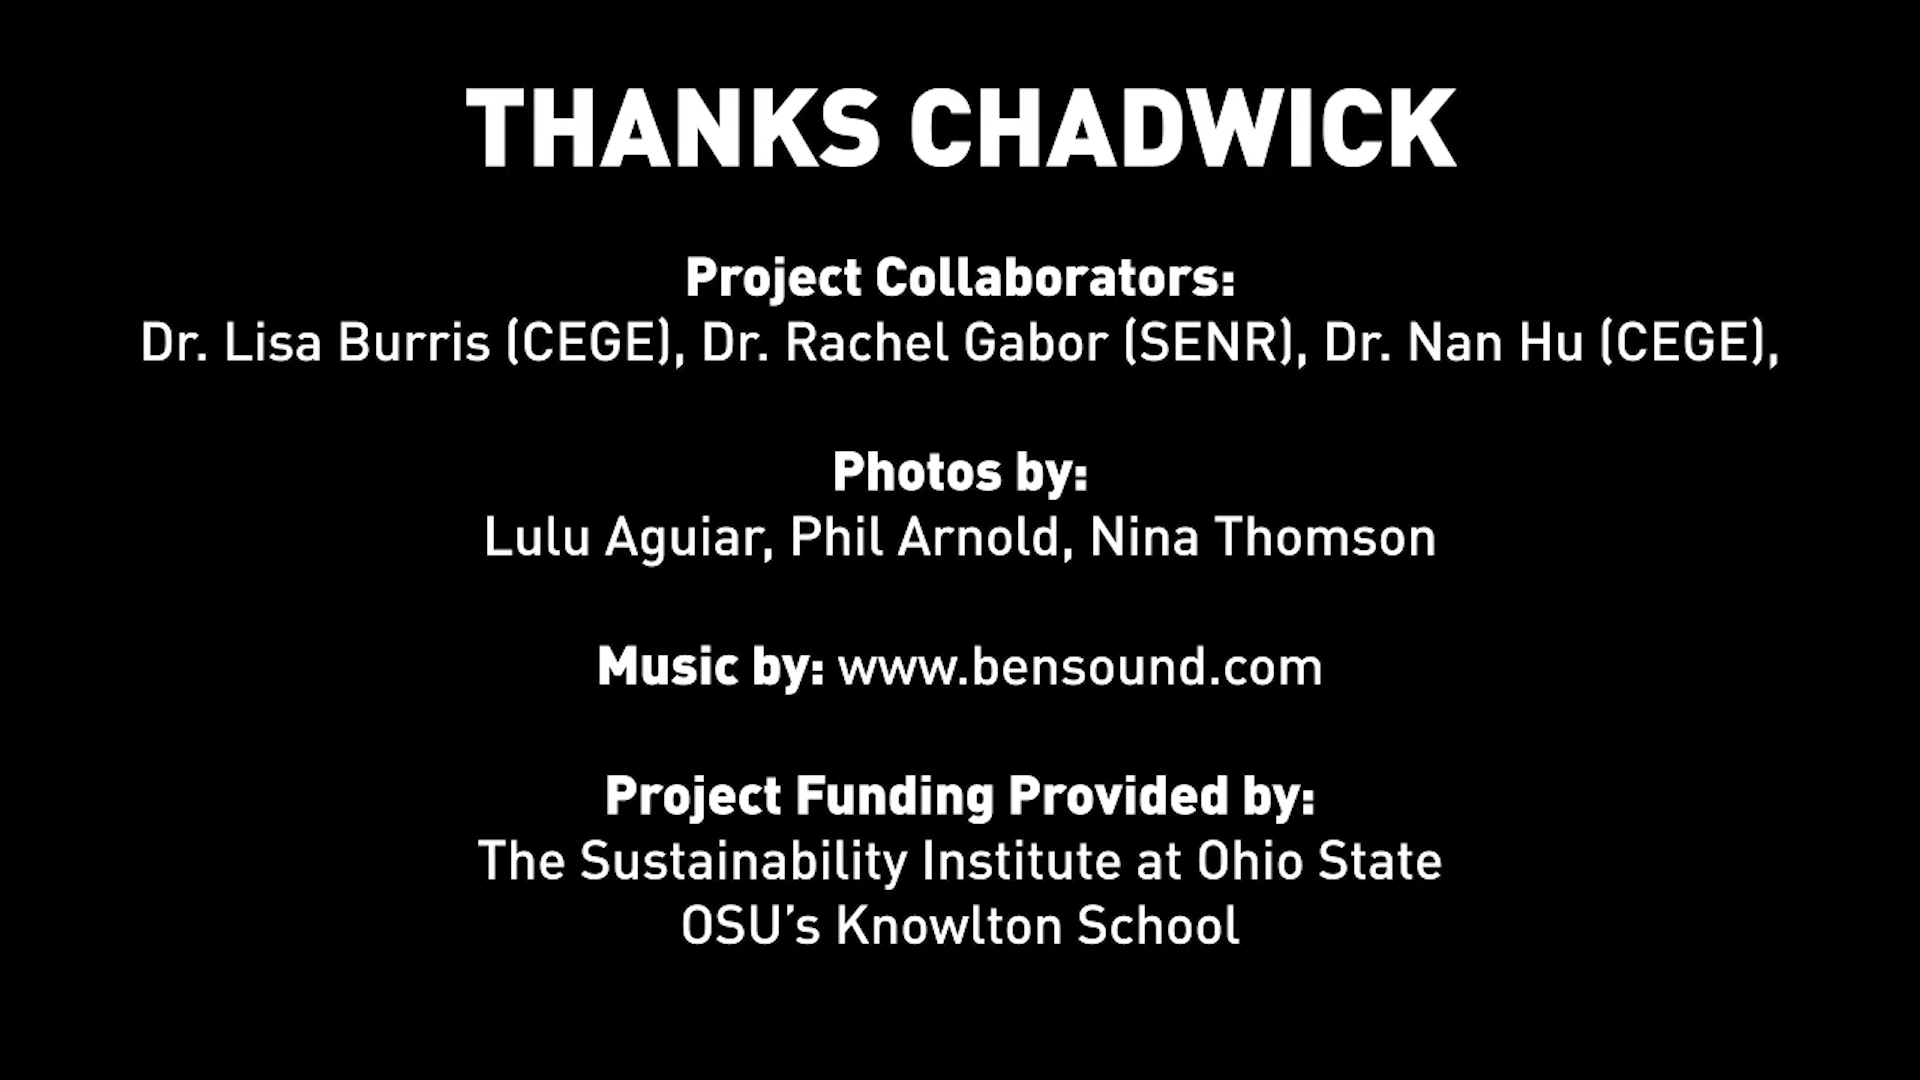 THANKS CHADWICK
Project Collaborators:
Dr. Lisa Burris (CEGE), Dr. Rachel Gabor (SENR), Dr. Nan Hu (CEGE),
Photos by:
Lulu Aguiar, Phil Arnold, Nina Thomson
Music by: www.bensound.com
Project Funding Provided by:
The Sustainability Institute at Ohio State
OSU’s Knowlton School